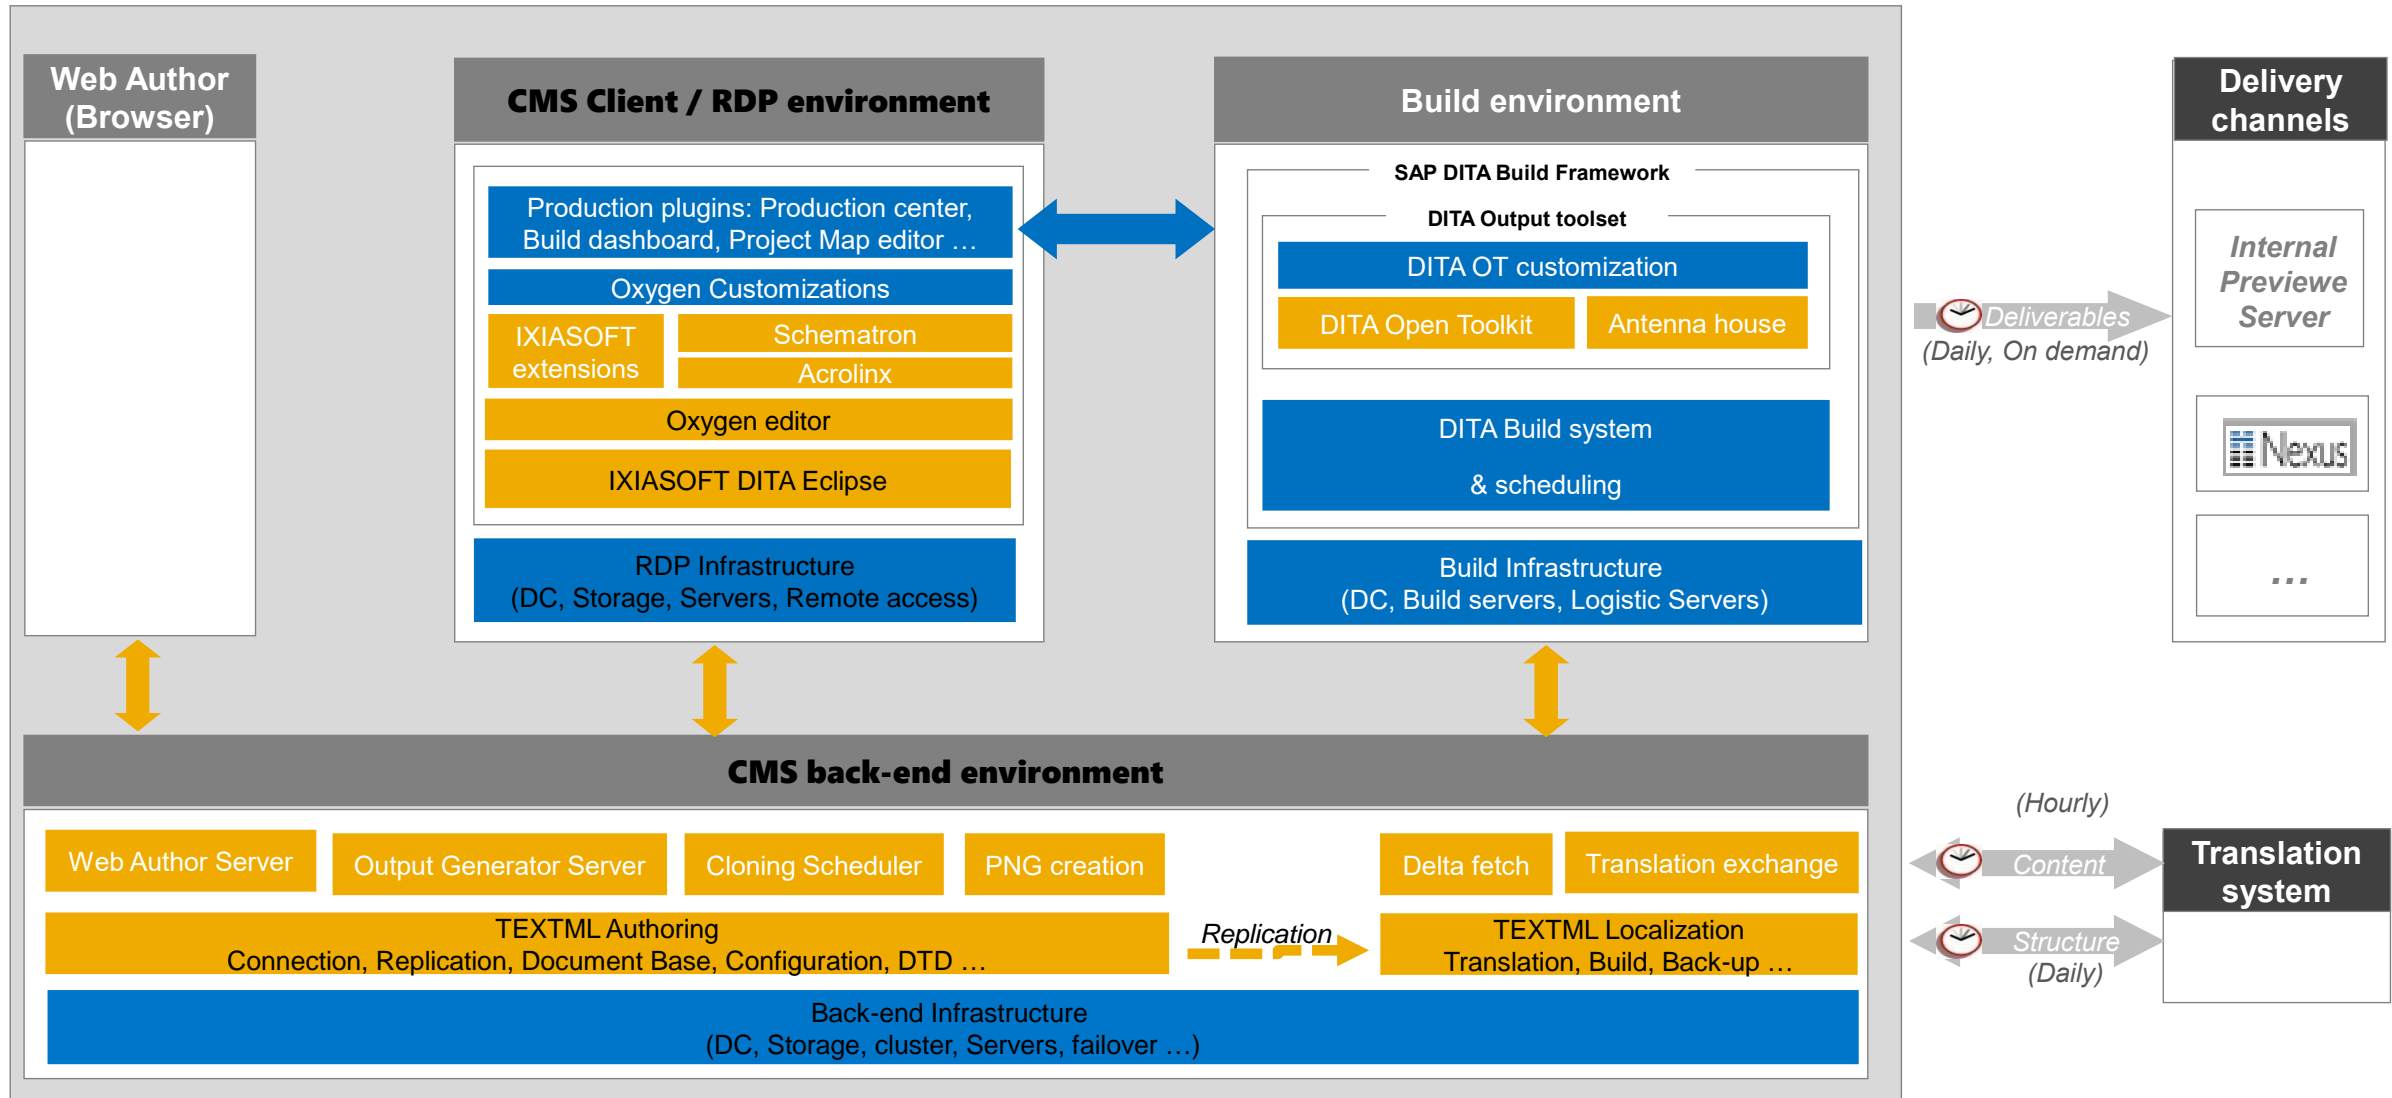 Web Author
(Browser)
CMS Client / RDP environment
Production plugins: Production center,
Build dashboard, Project Map editor …
Oxygen Customizations
IXIASOFT
extensions
Schematron
Acrolinx
Oxygen editor
IXIASOFT DITA Eclipse
RDP Infrastructure
(DC, Storage, Servers, Remote access)
Build environment
SAP DITA Build Framework
DITA Output toolset
DITA OT customization
DITA Open Toolkit
Antenna house
DITA Build system
& scheduling
Build Infrastructure
(DC, Build servers, Logistic Servers)
Deliverables
(Daily, On demand)
Delivery
channels
Internal
Previewe
Server
Nexus
...
CMS back-end environment
Web Author Server
Output Generator Server
Cloning Scheduler
PNG creation
Delta fetch
Translation exchange
TEXTML Authoring
Connection, Replication, Document Base, Configuration, DTD …
Replication
TEXTML Localization
Translation, Build, Back-up …
Back-end Infrastructure
(DC, Storage, cluster, Servers, failover …)
(Hourly)
Content
Structure
(Daily)
Translation
system